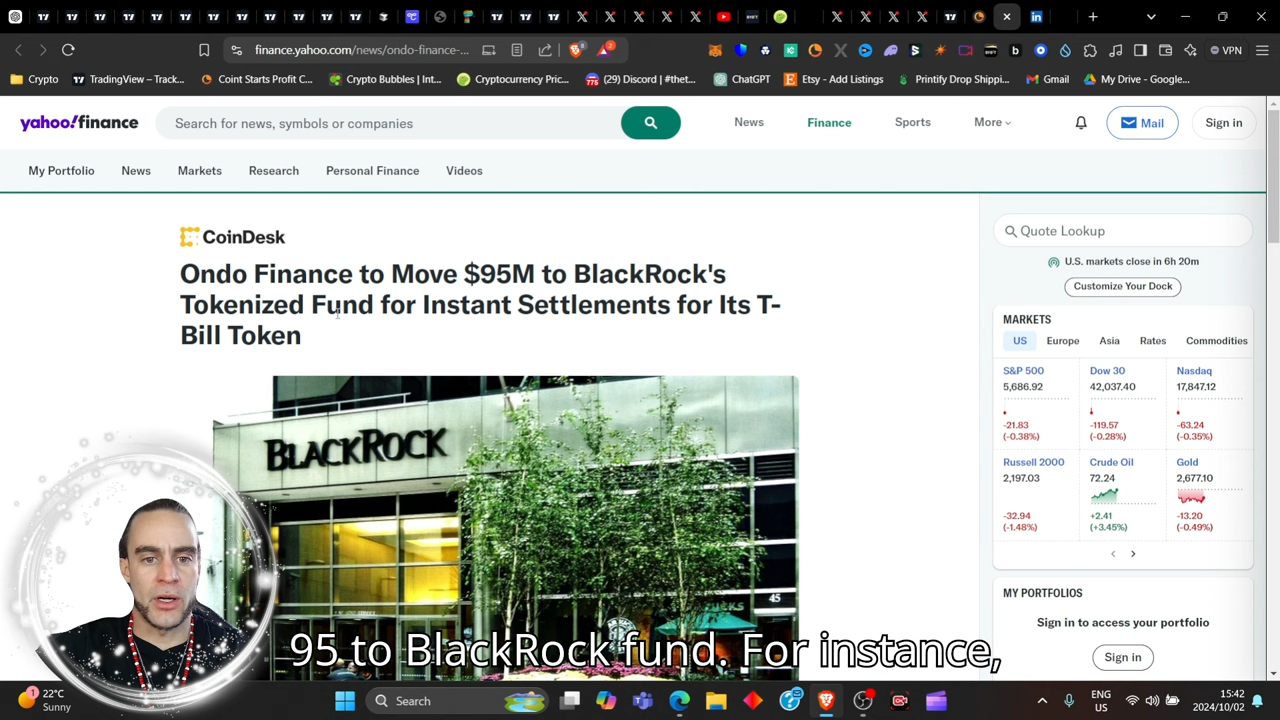 finance.yahoo.com/news/ondo-finance-...
8
2
VPN
Crypto
TradingView – Track...
Coint Starts Profit C...
Crypto Bubbles | Int...
Cryptocurrency Pric...
(29) Discord | #thet...
ChatGPT
Etsy - Add Listings
Printify Drop Shippi...
Gmail
My Drive - Google...
yahoo!finance
Search for news, symbols or companies
News
Finance
Sports
More
Mail
Sign in
My Portfolio
News
Markets
Research
Personal Finance
Videos
CoinDesk
Ondo Finance to Move $95M to BlackRock's
Tokenized Fund for Instant Settlements for Its T-
Bill Token
BLACKROCK
45
Quote Lookup
U.S. markets close in 6h 20m
Customize Your Dock
MARKETS
US
Europe
Asia
Rates
Commodities
S&P 500
Dow 30
Nasdaq
5,686.92
42,037.40
17,847.12
-21.83
-119.57
-63.24
(-0.38%)
(-0.28%)
(-0.35%)
Russell 2000
Crude Oil
Gold
2,197.03
72.24
2,677.10
-32.94
+2.41
-13.20
(-1.48%)
(+3.45%)
(-0.49%)
MY PORTFOLIOS
Sign in to access your portfolio
Sign in
95 to BlackRock fund. For instance,
1
22°C
Sunny
Search
ENG
US
15:42
2024/10/02